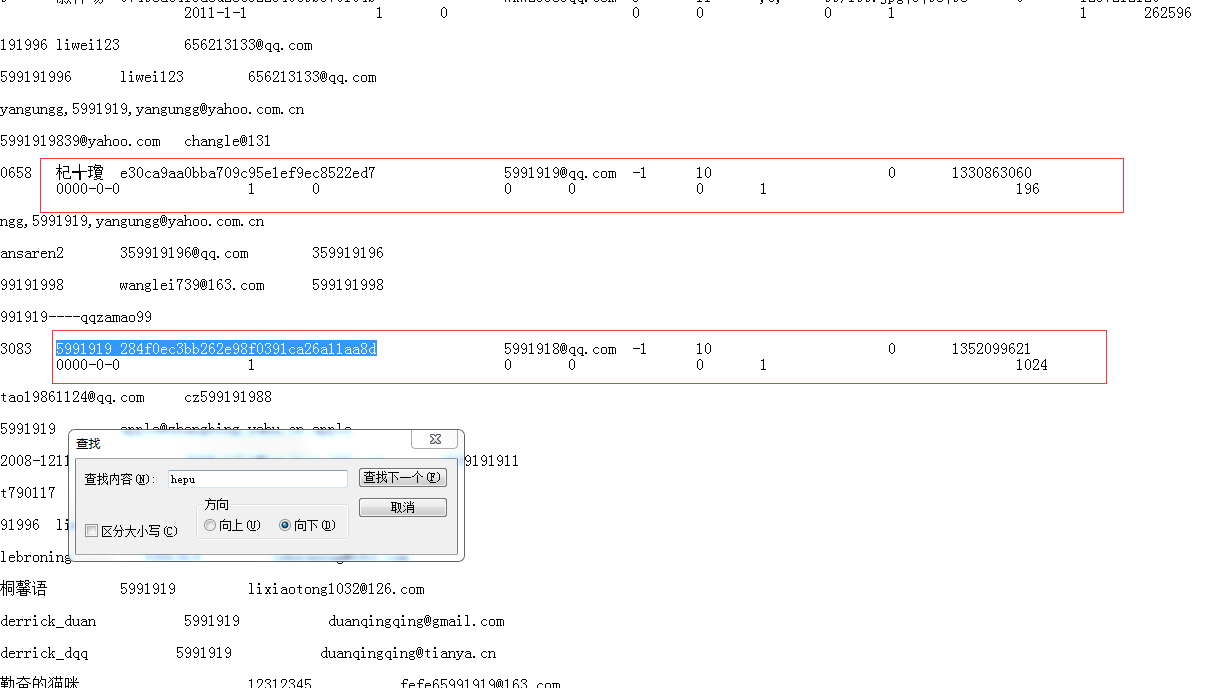 2011-1-1 1 0 0 0 0 1 1 262596
191996 liwei123 656213133@qq.com
599191996 liwei123 656213133@qq.com
yangungg,5991919,yangungg@yahoo.com.cn
5991919839@yahoo.com changle@131
0658 杞十瓊 e30ca9aa0bba709c95e1ef9ec8522ed7 5991919@qq.com -1 10 0 1330863060
0000-0-0 1 0 0 0 0 1 196
ngg,5991919,yangungg@yahoo.com.cn
ansaren2 359919196@qq.com 359919196
99191998 wanglei739@163.com 599191998
991919----qqzamao99
3083 5991919 284f0ec3bb262e98f0391ca26a11aa8d 5991918@qq.com -1 10 0 1352099621
0000-0-0 1 0 0 0 1 1024
tao19861124@qq.com cz599191988
5991919
查找
2008-1211 9191911
查找内容(N): hepu 查找下一个(F)
t790117
方向
取消
91996 li
区分大小写(C) 向上(U) 向下(D)
lebroning
桐馨语 5991919 lixiaotong1032@126.com
derrick_duan 5991919 duanqingqing@gmail.com
derrick_dqq 5991919 duanqingqing@tianya.cn
勤奋的猫咪 12312345 fefe65991919@163.com